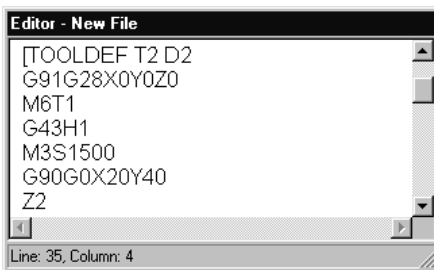 Editor - New File
[TOOLDEF T2 D2
G91G28X0Y0Z0
M6T1
G43H1
M3S1500
G90G0X20Y40
Z2
Line: 35, Column: 4